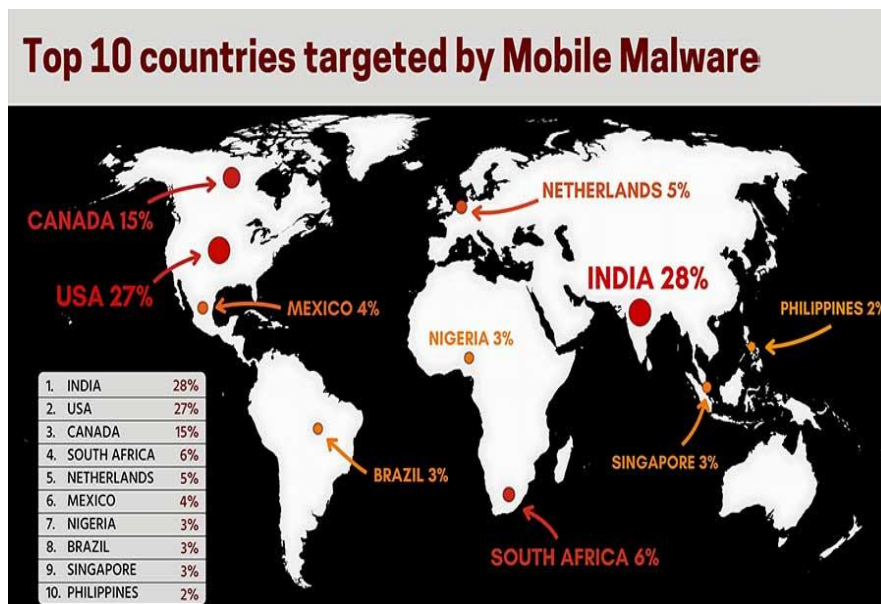 Top 10 countries targeted by Mobile Malware
CANADA 15%
USA 27%
MEXICO 4%
NETHERLANDS 5%
INDIA 28%
PHILIPPINES 2%
NIGERIA 3%
BRAZIL 3%
SINGAPORE 3%
SOUTH AFRICA 6%
1. INDIA 28%
2. USA 27%
3. CANADA 15%
4. SOUTH AFRICA 6%
5. NETHERLANDS 5%
6. MEXICO 4%
7. NIGERIA 3%
8. BRAZIL 3%
9. SINGAPORE 3%
10. PHILIPPINES 2%